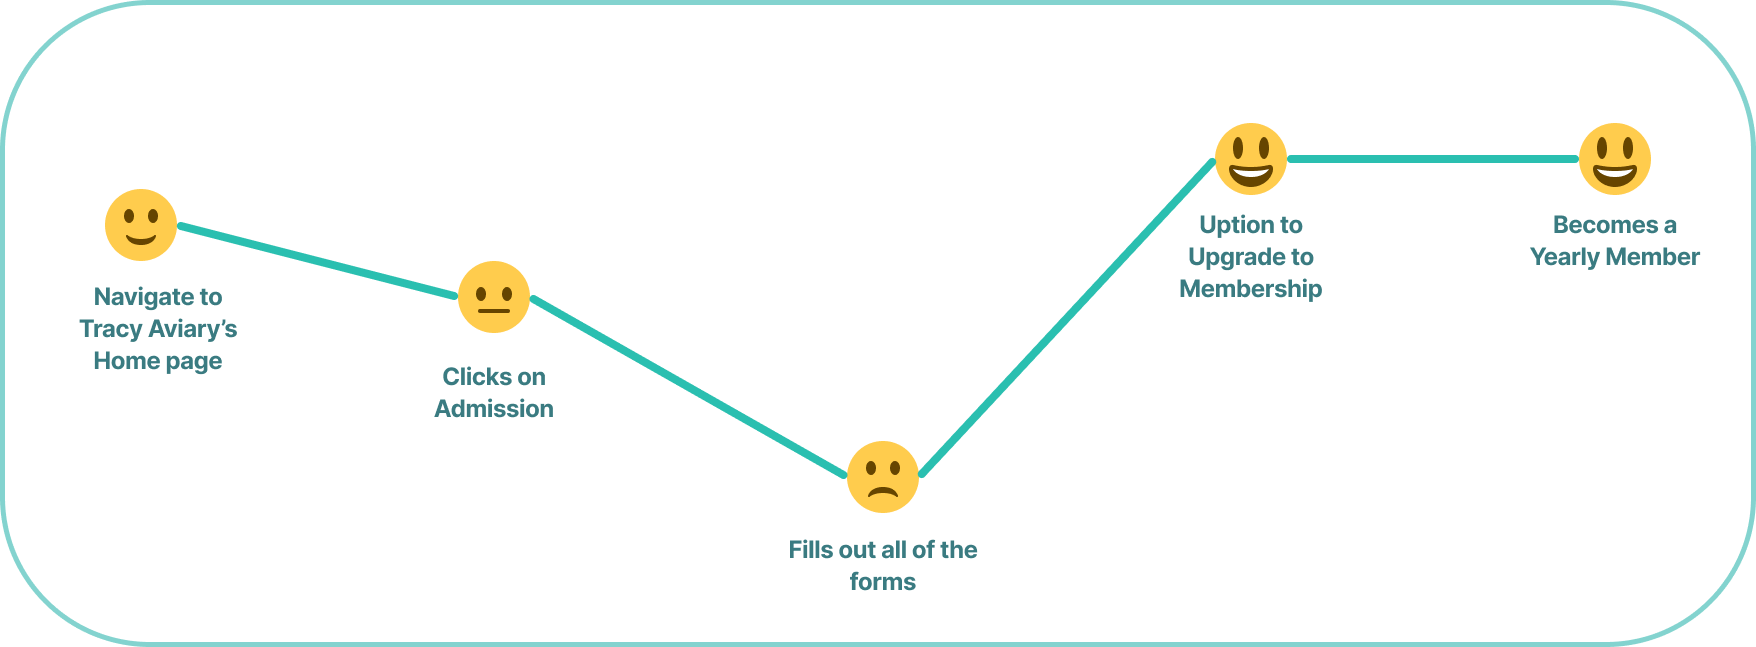 Navigate to
Tracy Aviary’s
Home page
Clicks on
Admission
Fills out all of the
forms
Uption to
Upgrade to
Membership
Becomes a
Yearly Member